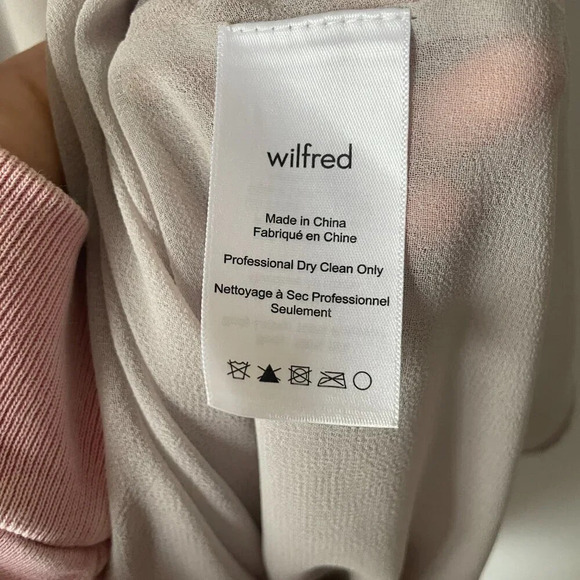 wilfred
Made in China
Fabriqué en Chine
Professional Dry Clean Only
Nettoyage à Sec Professionnel
Seulement